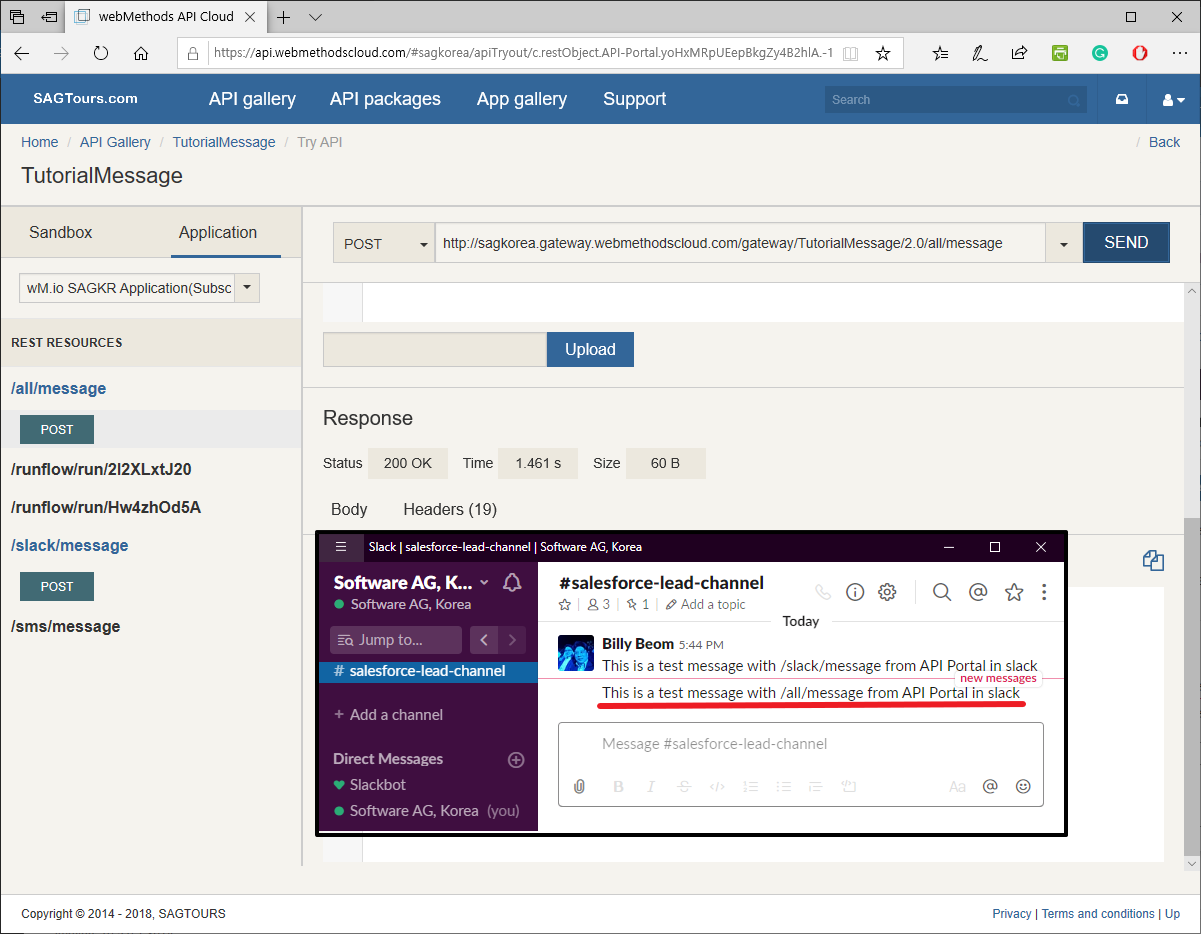 webMethods API Cloud
https://api.webmethodscloud.com/#sagkorea/apiTryout/c.restObject.API-Portal.yoHxMRpUEepBkgZy4B2hlA.-1
SAGTours.com API gallery API packages App gallery Support Search
Home / API Gallery / TutorialMessage / Try API / Back
TutorialMessage
Sandbox Application
POST http://sagkorea.gateway.webmethodscloud.com/gateway/TutorialMessage/2.0/all/message SEND
wM.io SAGKR Application(Subsc
REST RESOURCES
/all/message
POST
/runflow/run/2I2XLxtJ20
/runflow/run/Hw4zhOd5A
/slack/message
POST
/sms/message
Upload
Response
Status 200 OK Time 1.461 s Size 60 B
Body Headers (19)
Slack | salesforce-lead-channel | Software AG, Korea
Software AG, K...
Software AG, Korea
Jump to...
# salesforce-lead-channel
+ Add a channel
Direct Messages
Slackbot
Software AG, Korea (you)
#salesforce-lead-channel
3 | 1 | Add a topic
Today
Billy Beom 5:44 PM
This is a test message with /slack/message from API Portal in slack
new messages
This is a test message with /all/message from API Portal in slack
Message #salesforce-lead-channel
B I S </> Aa @
Copyright © 2014 - 2018, SAGTOURS
Privacy | Terms and conditions | Up